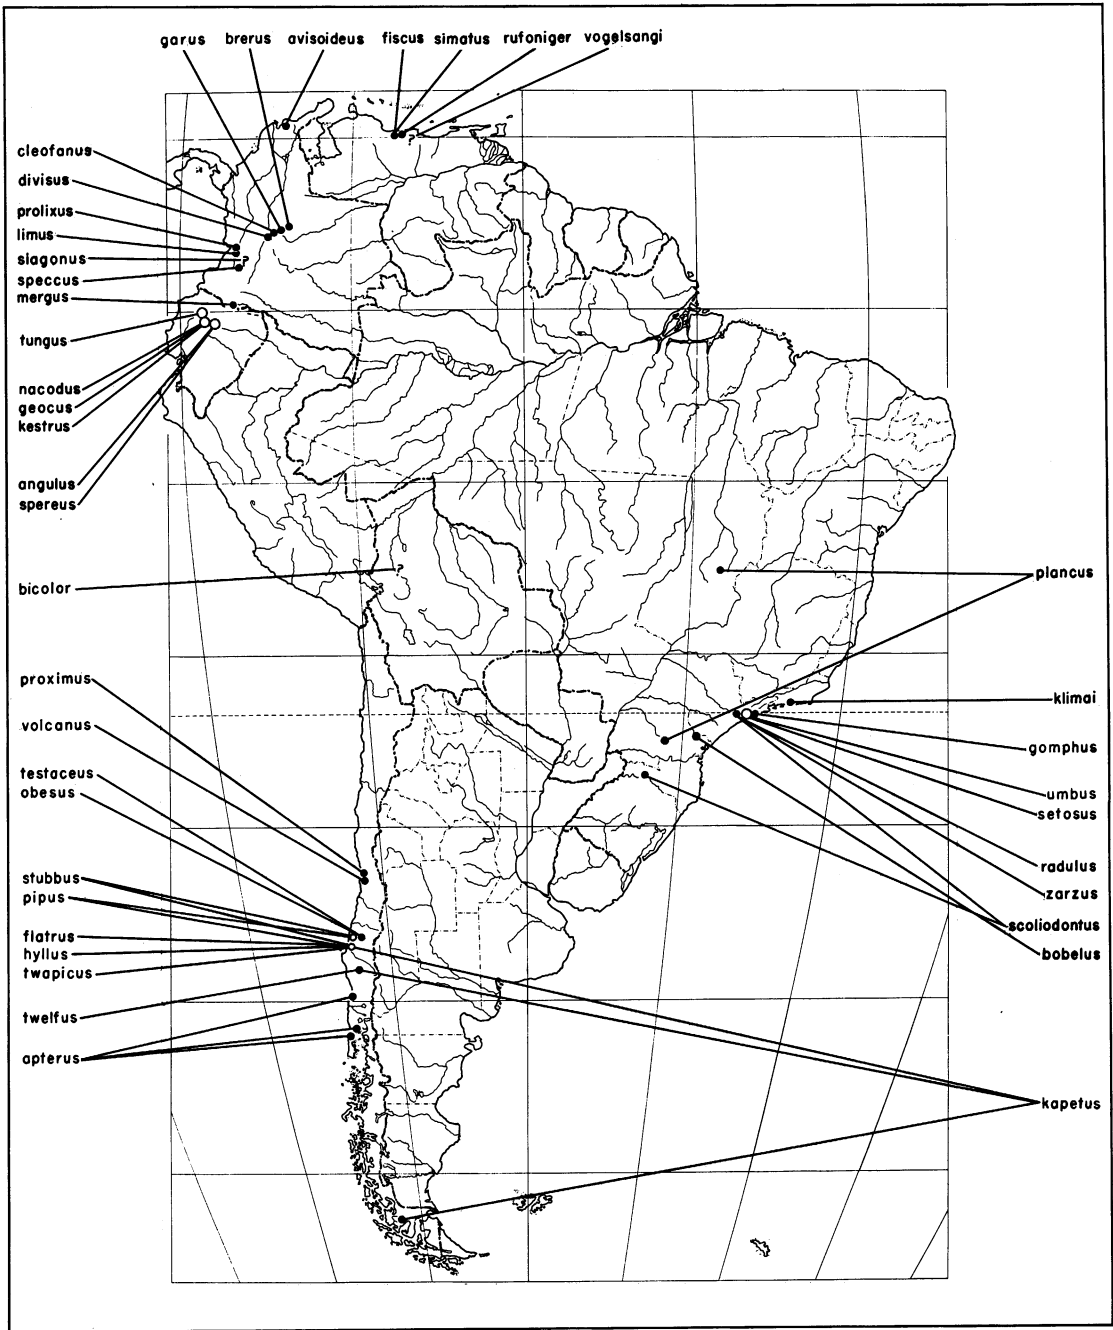 garus brerus avisoideus fiscus simatus rufoniger vogelsangi
cleofanus
divisus
prolixus
limus
siagonus
speccus
mergus
tungus
nacodus
geocus
kestrus
angulus
spereus
bicolor
proximus
volcanus
testaceus
obesus
stubbus
pipus
flatrus
hyllus
twapicus
twelfus
apterus
plancus
klimai
gomphus
umbus
setosus
radulus
zarzus
scoliodontus
bobelus
kapetus
?
?
?